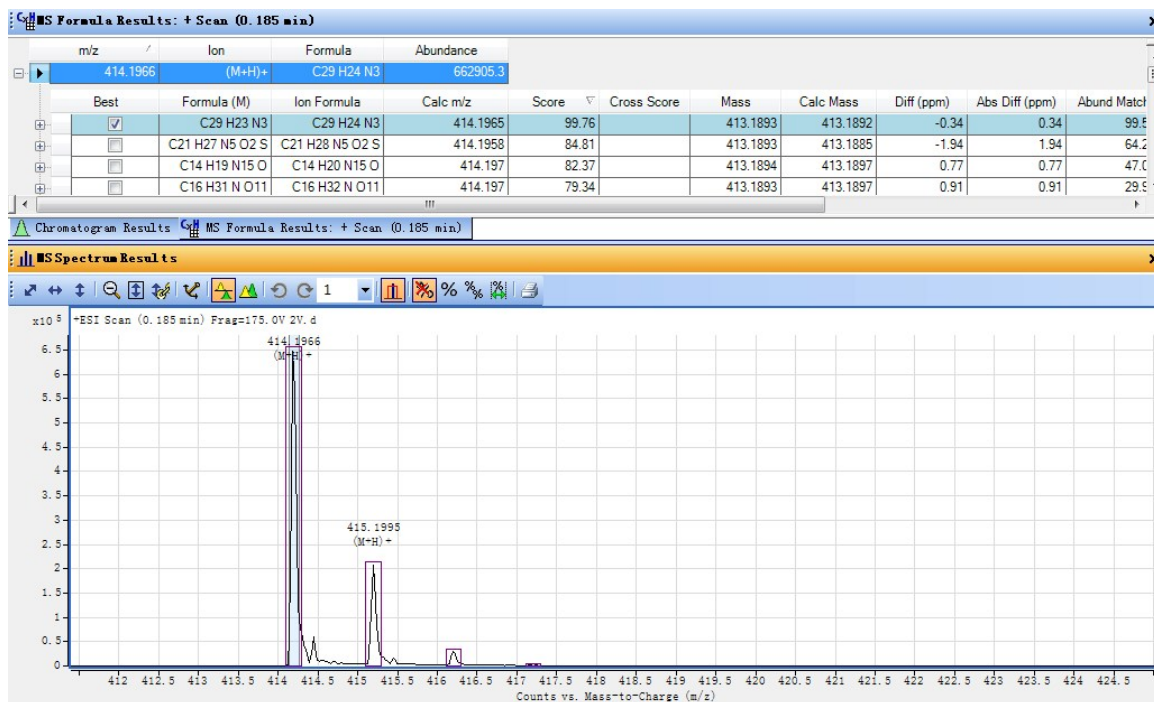 MS Formula Results: + Scan (0.185 min)
m/z Ion Formula Abundance
414.1966 (M+H)+ C29 H24 N3 662905.3
Best Formula (M) Ion Formula Calc m/z Score Cross Score Mass Calc Mass Diff (ppm) Abs Diff (ppm) Abund Match
C29 H23 N3 C29 H24 N3 414.1965 99.76 413.1893 413.1892 -0.34 0.34 99.5
C21 H27 N5 O2 S C21 H28 N5 O2 S 414.1958 84.81 413.1893 413.1885 -1.94 1.94 64.2
C14 H19 N15 O C14 H20 N15 O 414.197 82.37 413.1894 413.1897 0.77 0.77 47.0
C16 H31 N O11 C16 H32 N O11 414.197 79.34 413.1893 413.1897 0.91 0.91 29.5
Chromatogram Results MS Formula Results: + Scan (0.185 min)
MS Spectrum Results
1 % %
x10 5 +ESI Scan (0.185 min) Frag=175.0V 2V.d
414.1966
(M+H)+
6.5
6
5.5
5
4.5
4
3.5
3
415.1995
(M+H)+
2.5
2
1.5
1
0.5
0
412 412.5 413 413.5 414 414.5 415 415.5 416 416.5 417 417.5 418 418.5 419 419.5 420 420.5 421 421.5 422 422.5 423 423.5 424 424.5
Counts vs. Mass-to-Charge (m/z)